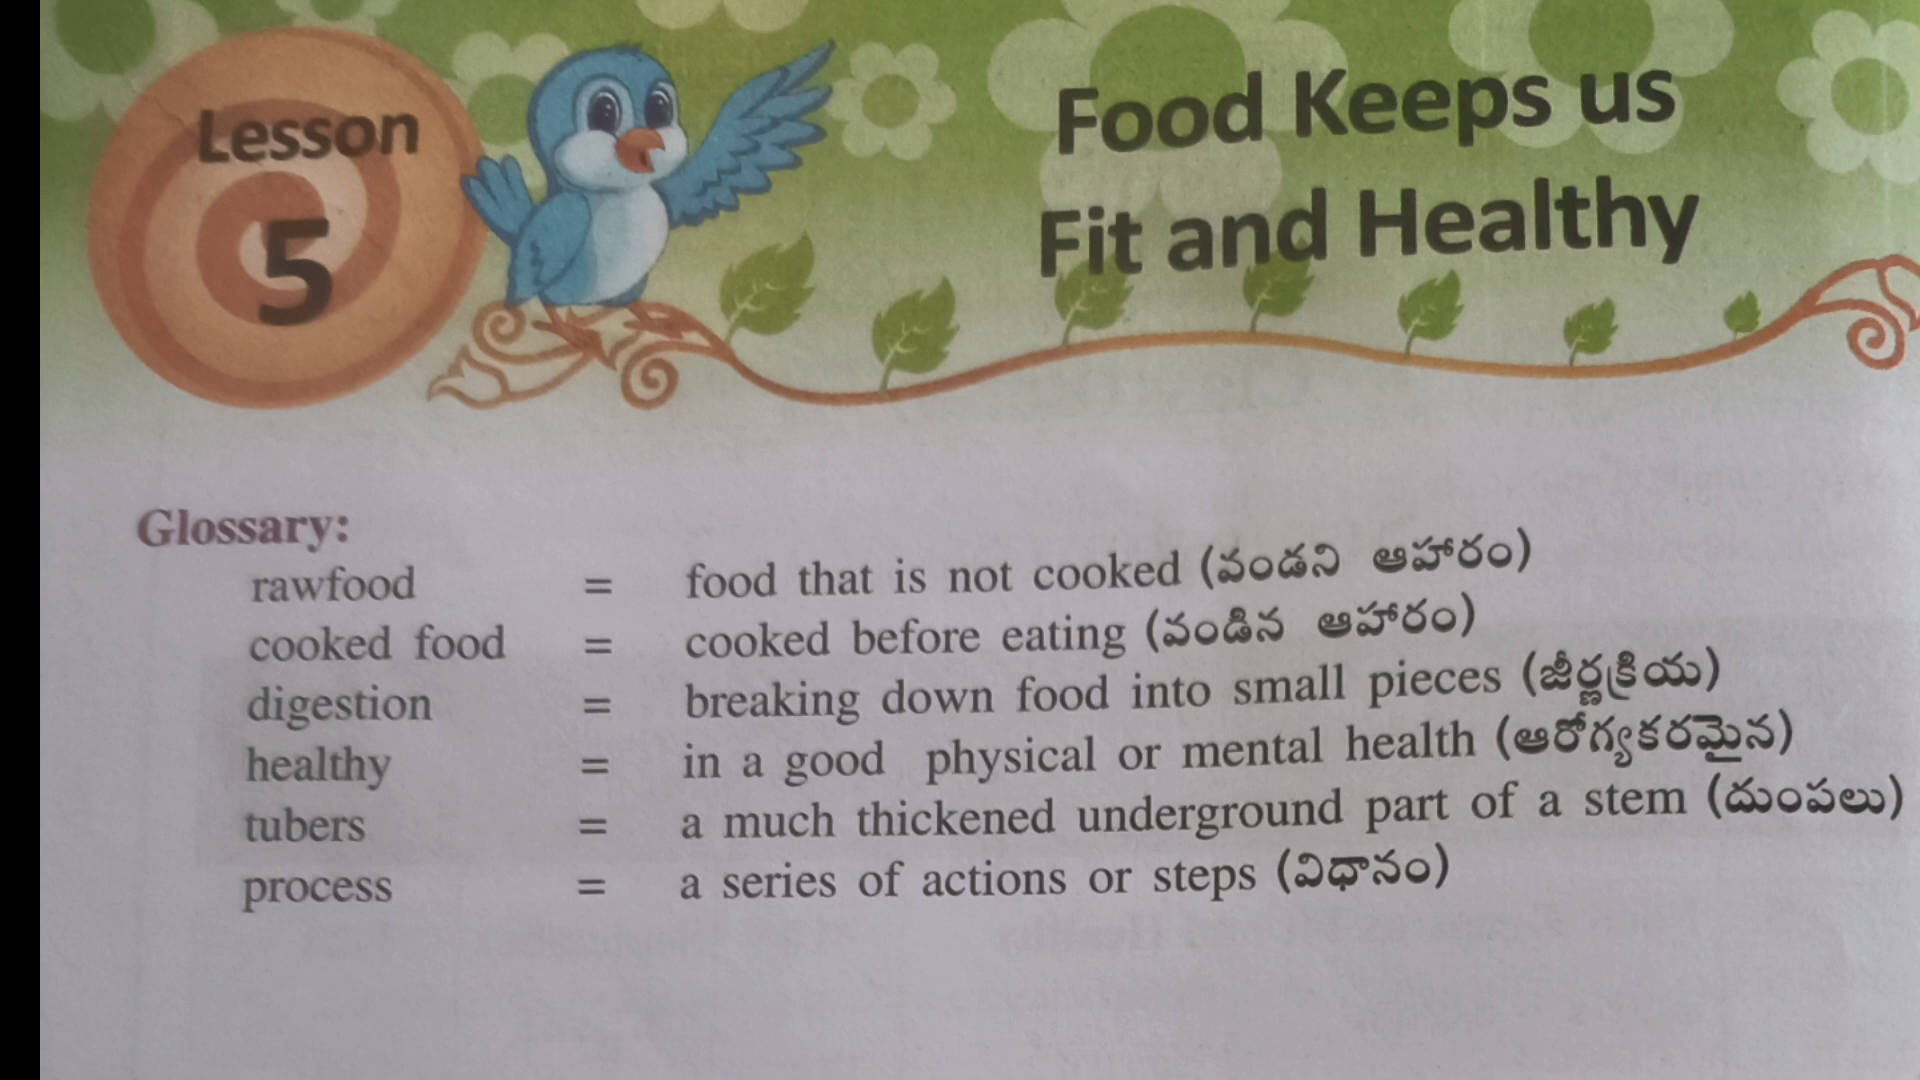 Lesson
5
Food Keeps us
Fit and Healthy
Glossary:
rawfood = food that is not cooked (వండని ఆహారం)
cooked food = cooked before eating (వండిన ఆహారం)
digestion = breaking down food into small pieces (జీర్ణక్రియ)
healthy = in a good physical or mental health (ఆరోగ్యకరమైన)
tubers = a much thickened underground part of a stem (దుంపలు)
process = a series of actions or steps (విధానం)